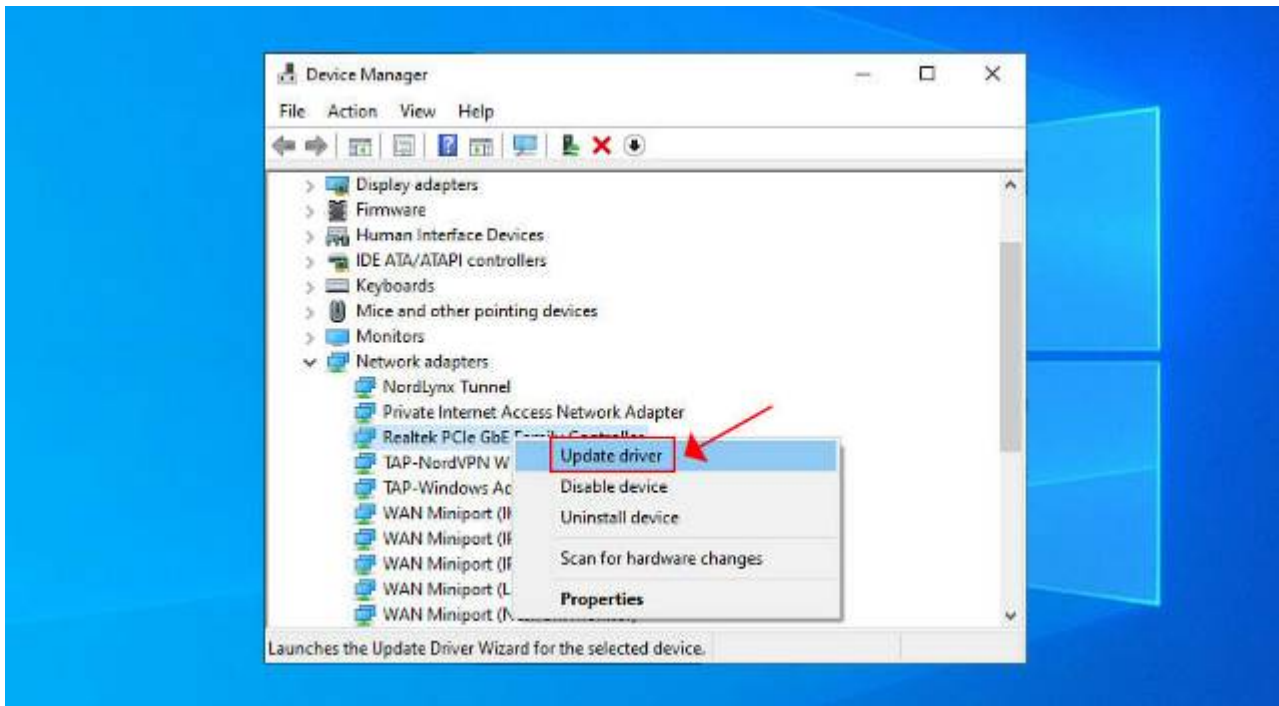 Device Manager
File Action View Help
Display adapters
Firmware
Human Interface Devices
IDE ATA/ATAPI controllers
Keyboards
Mice and other pointing devices
Monitors
Network adapters
NordLynx Tunnel
Private Internet Access Network Adapter
Realtek PCIe GbE Family Controller
Update driver
TAP-NordVPN W
TAP-Windows Ad
Disable device
WAN Miniport (
Uninstall device
WAN Miniport (
WAN Miniport (
Scan for hardware changes
WAN Miniport (L
Properties
WAN Miniport (N
Launches the Update Driver Wizard for the selected device.